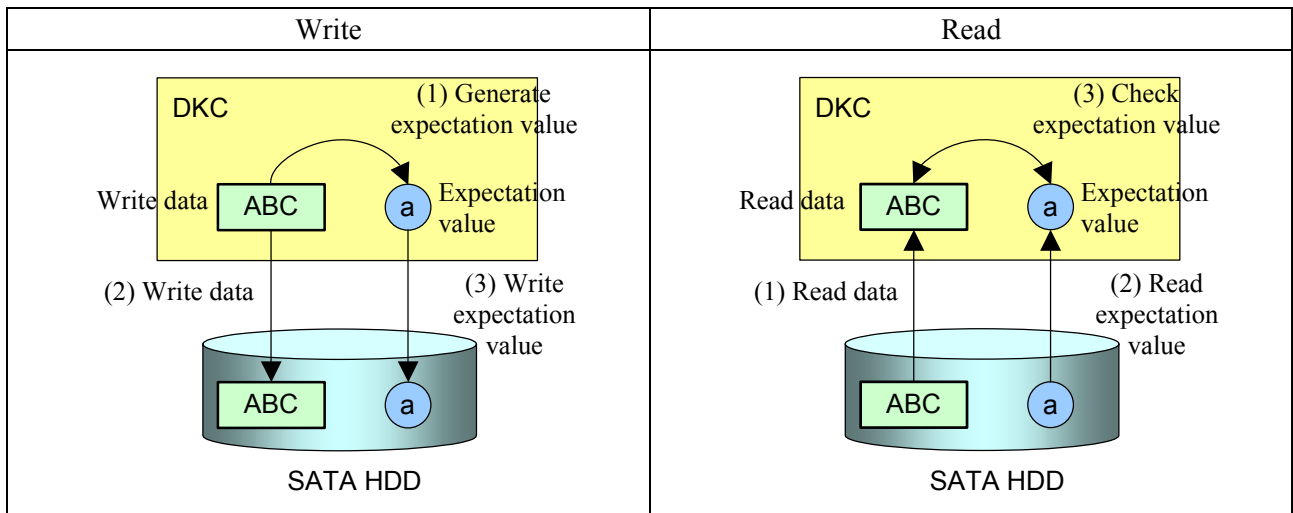 Write
DKC
(1) Generate
expectation value
Write data
ABC
a
Expectation
value
(2) Write data
(3) Write
expectation
value
ABC
a
SATA HDD
Read
DKC
(3) Check
expectation value
Read data
ABC
a
Expectation
value
(1) Read data
(2) Read
expectation
value
ABC
a
SATA HDD